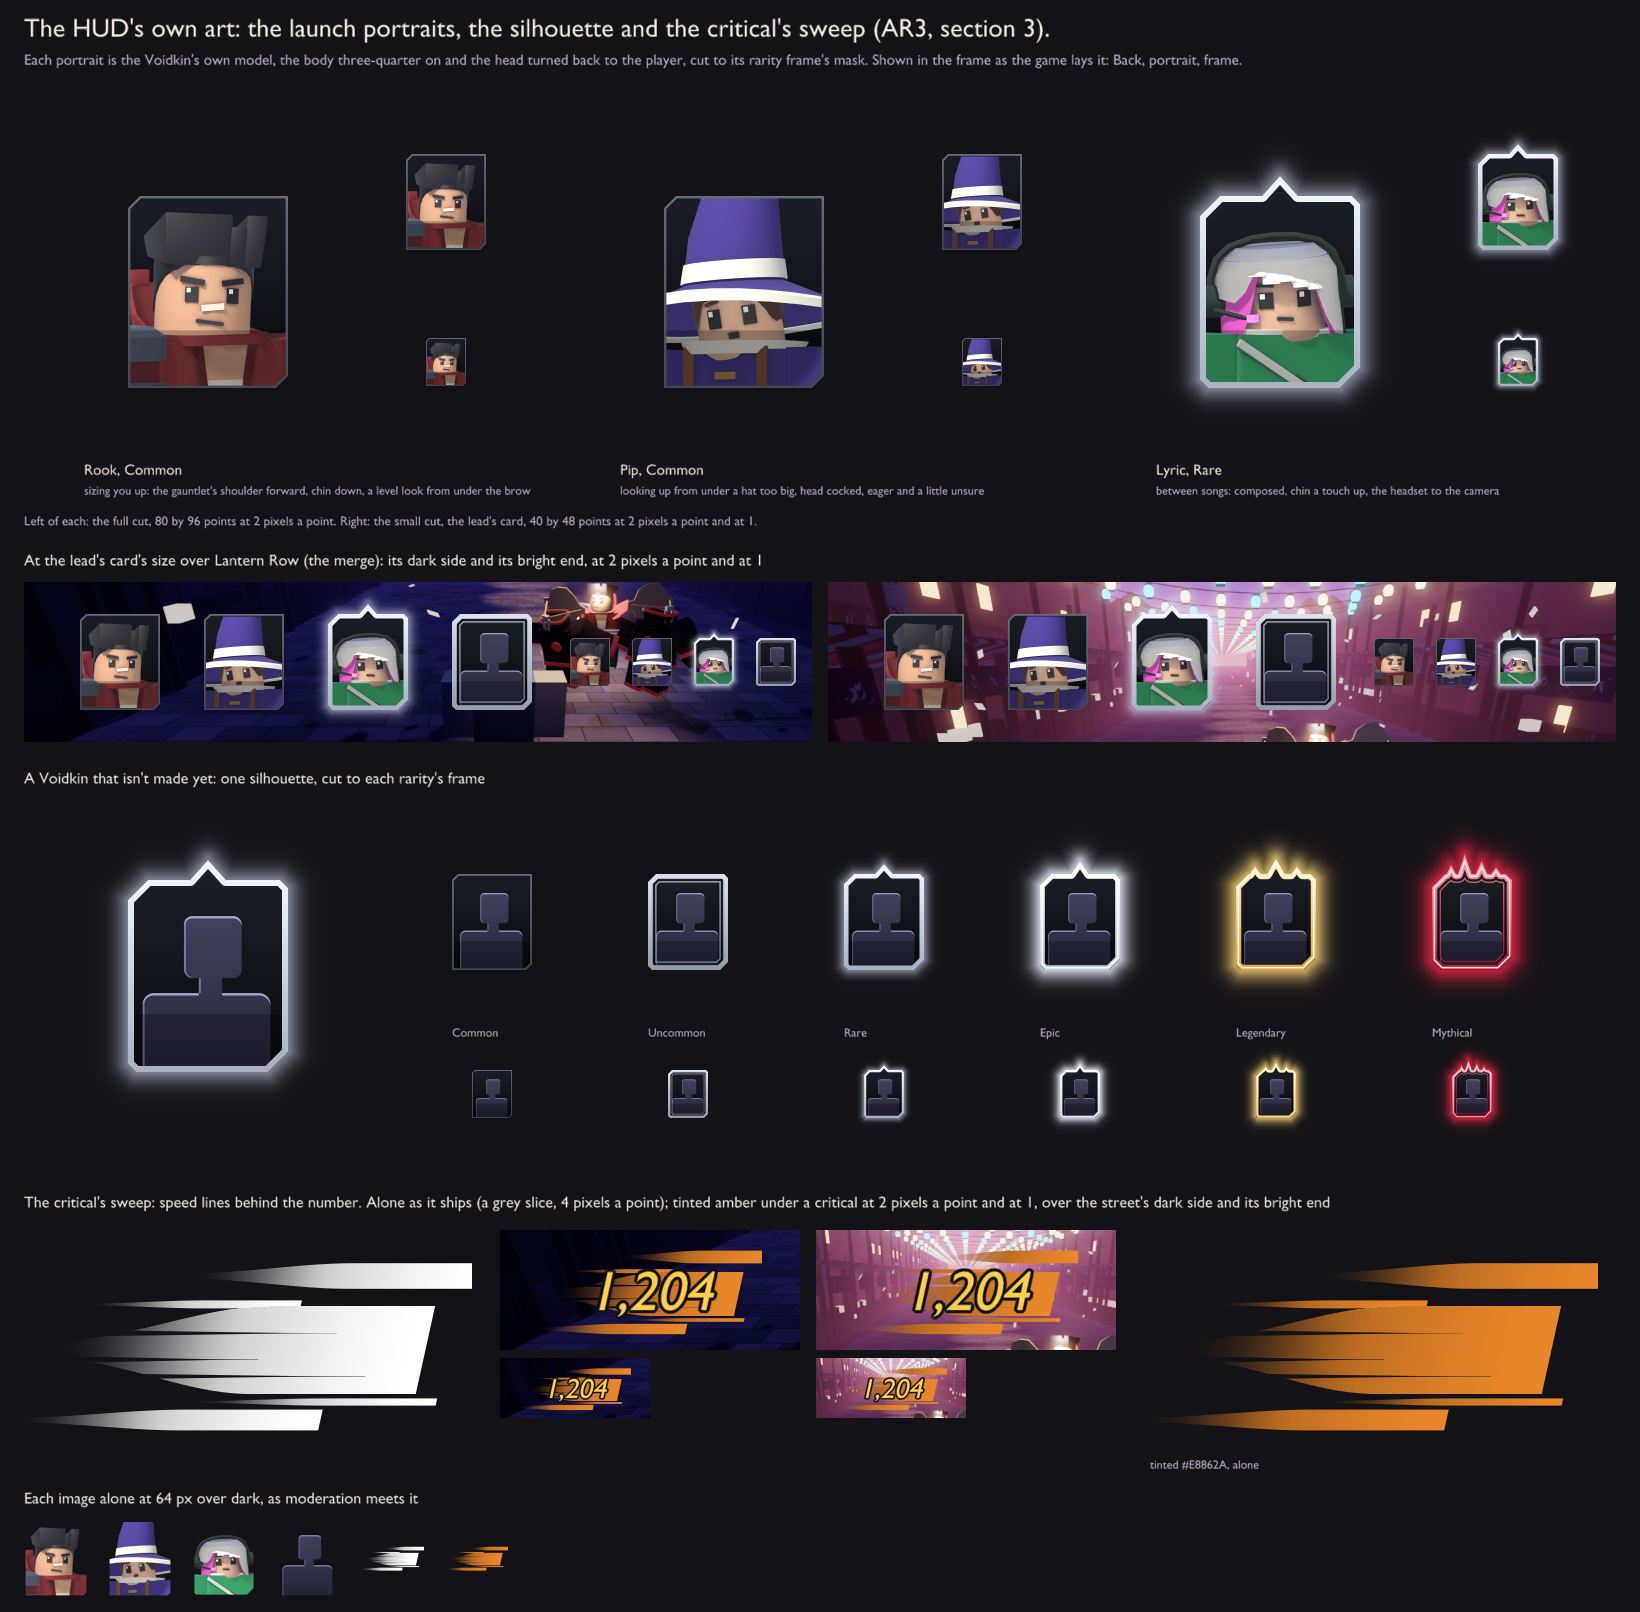 The HUD's own art: the launch portraits, the silhouette and the critical's sweep (AR3, section 3).
Each portrait is the Voidkin's own model, the body three-quarter on and the head turned back to the player, cut to its rarity frame's mask. Shown in the frame as the game lays it: Back, portrait, frame.
Rook, Common
sizing you up: the gauntlet's shoulder forward, chin down, a level look from under the brow
Pip, Common
looking up from under a hat too big, head cocked, eager and a little unsure
Lyric, Rare
between songs: composed, chin a touch up, the headset to the camera
Left of each: the full cut, 80 by 96 points at 2 pixels a point. Right: the small cut, the lead's card, 40 by 48 points at 2 pixels a point and at 1.
At the lead's card's size over Lantern Row (the merge): its dark side and its bright end, at 2 pixels a point and at 1
A Voidkin that isn't made yet: one silhouette, cut to each rarity's frame
Common
Uncommon
Rare
Epic
Legendary
Mythical
The critical's sweep: speed lines behind the number. Alone as it ships (a grey slice, 4 pixels a point); tinted amber under a critical at 2 pixels a point and at 1, over the street's dark side and its bright end
1,204
1,204
1,204
1,204
tinted #E8862A, alone
Each image alone at 64 px over dark, as moderation meets it